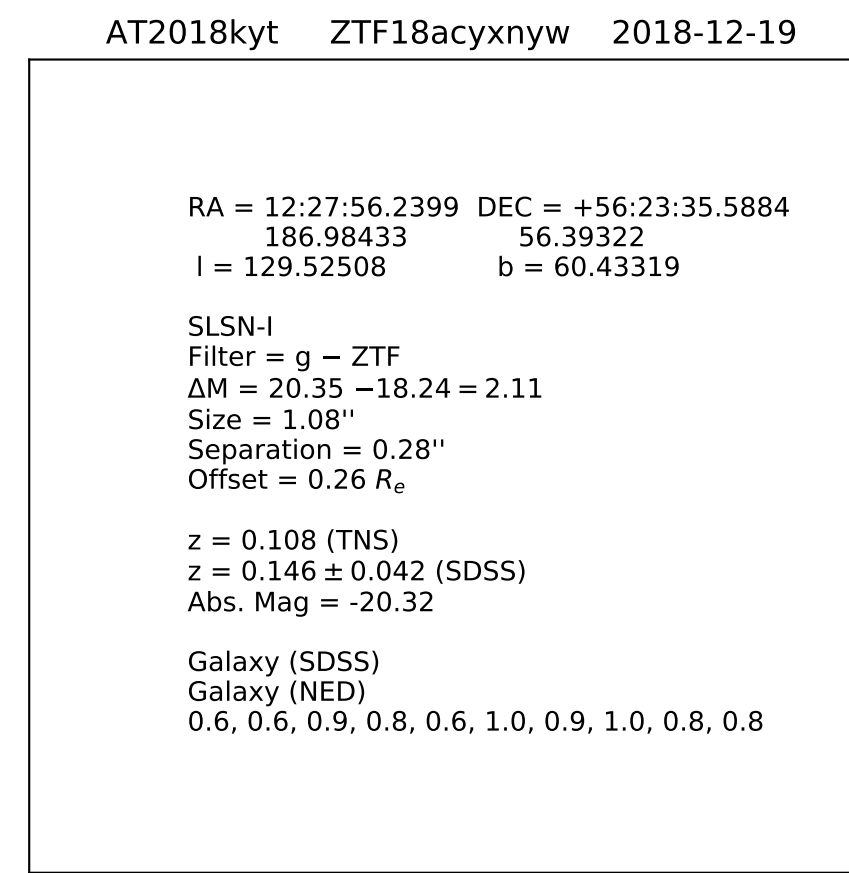 AT2018kyt ZTF18acyxnyw 2018-12-19
RA = 12:27:56.2399 DEC = +56:23:35.5884
186.98433 56.39322
l = 129.52508 b = 60.43319
SLSN-I
Filter = g − ZTF
ΔM = 20.35 −18.24 = 2.11
Size = 1.08''
Separation = 0.28''
Offset = 0.26 Re
z = 0.108 (TNS)
z = 0.146 ± 0.042 (SDSS)
Abs. Mag = -20.32
Galaxy (SDSS)
Galaxy (NED)
0.6, 0.6, 0.9, 0.8, 0.6, 1.0, 0.9, 1.0, 0.8, 0.8